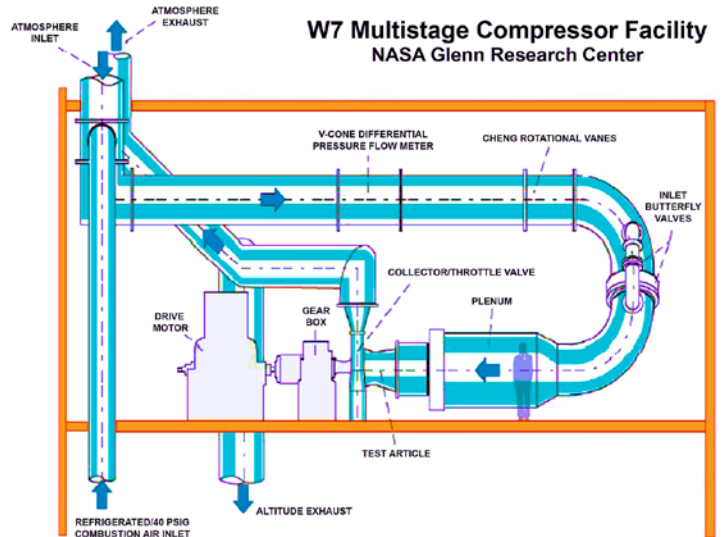 W7 Multistage Compressor Facility
NASA Glenn Research Center
ATMOSPHERE
EXHAUST
ATMOSPHERE
INLET
V-CONE DIFFERENTIAL
PRESSURE FLOW METER
CHENG ROTATIONAL VANES
INLET
BUTTERFLY
VALVES
COLLECTOR/THROTTLE VALVE
PLENUM
GEAR
BOX
DRIVE
MOTOR
TEST ARTICLE
ALTITUDE EXHAUST
REFRIGERATED/40 PSIG
COMBUSTION AIR INLET